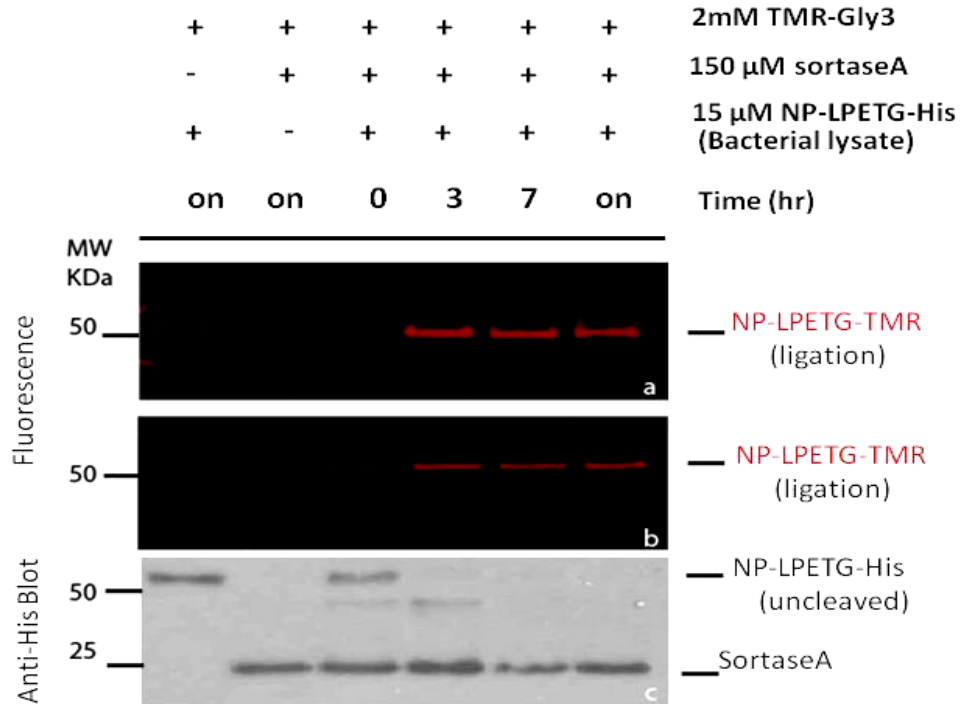 + + + + + + 2mM TMR-Gly3
- + + + + + 150 µM sortaseA
+ - + + + + 15 µM NP-LPETG-His
(Bacterial lysate)
on on 0 3 7 on Time (hr)
MW
KDa
Fluorescence
50
NP-LPETG-TMR
(ligation)
a
50
NP-LPETG-TMR
(ligation)
b
Anti-His Blot
50
NP-LPETG-His
(uncleaved)
25
SortaseA
c